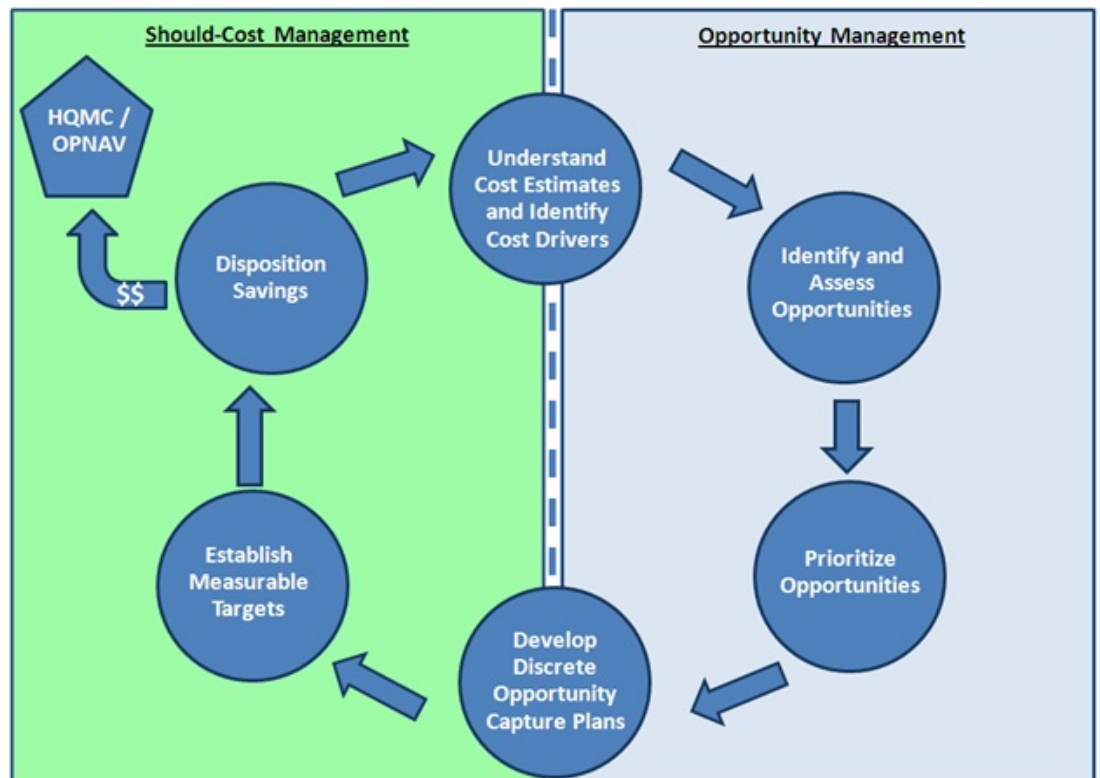 Should-Cost Management
Opportunity Management
HQMC /
OPNAV
$$
Disposition
Savings
Understand
Cost Estimates
and Identify
Cost Drivers
Identify and
Assess
Opportunities
Prioritize
Opportunities
Develop
Discrete
Opportunity
Capture Plans
Establish
Measurable
Targets